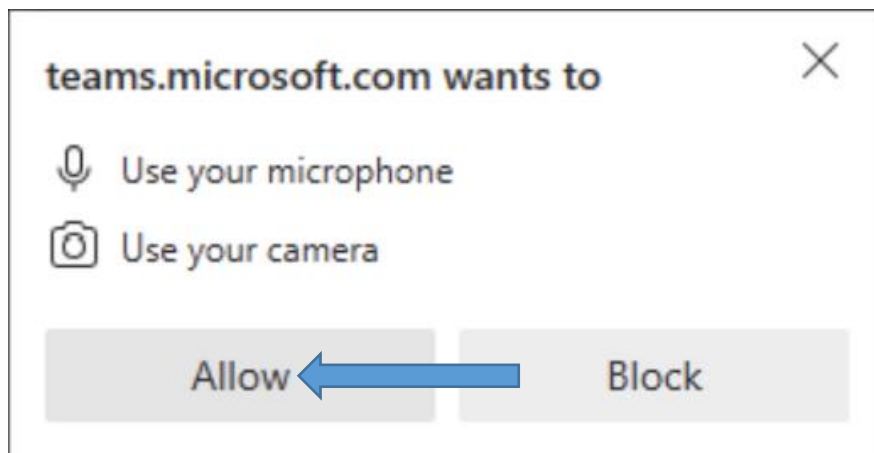 teams.microsoft.com wants to
Use your microphone
Use your camera
Allow
Block